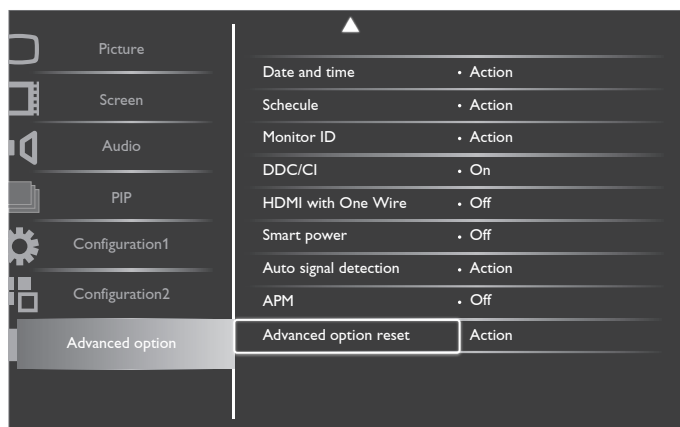 Picture
Screen
Audio
PIP
Configuration1
Configuration2
Advanced option
Date and time • Action
Schecule • Action
Monitor ID • Action
DDC/CI • On
HDMI with One Wire • Off
Smart power • Off
Auto signal detection • Action
APM • Off
Advanced option reset Action